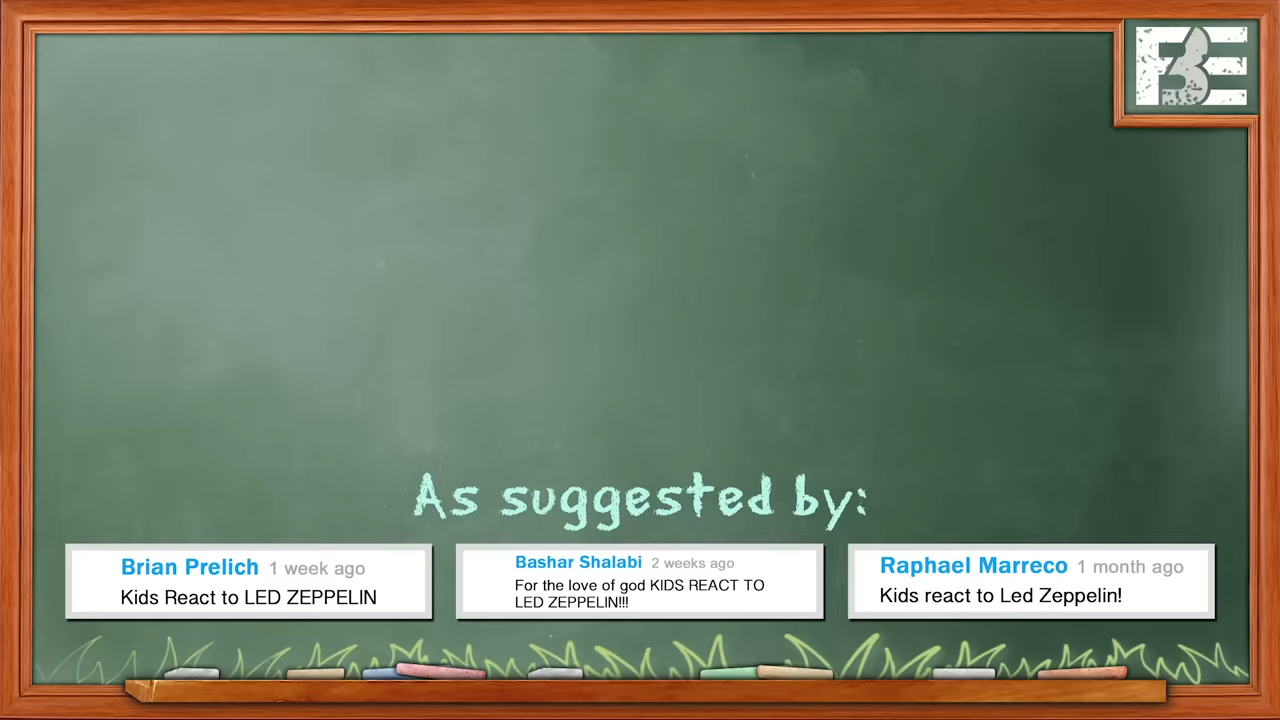 FBE
As suggested by:
Brian Prelich 1 week ago
Kids React to LED ZEPPELIN
Bashar Shalabi 2 weeks ago
For the love of god KIDS REACT TO
LED ZEPPELIN!!!
Raphael Marreco 1 month ago
Kids react to Led Zeppelin!